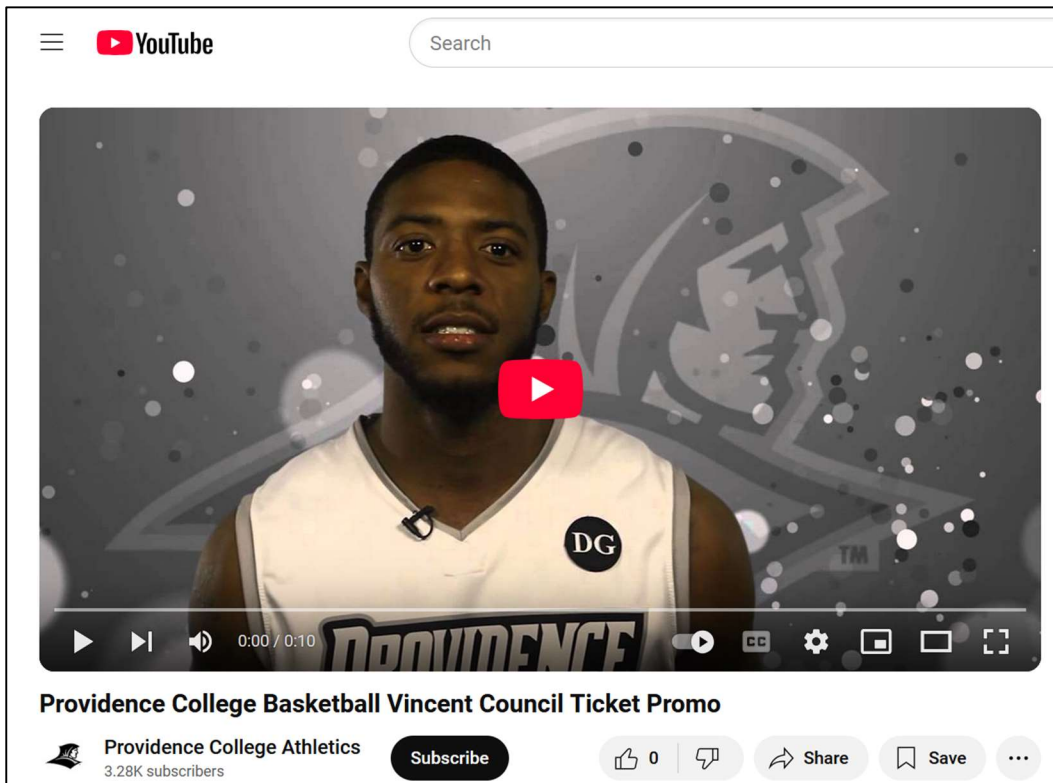 YouTube
Search
DG
TM
PROVIDENCE
0:00 / 0:10
CC
Providence College Basketball Vincent Council Ticket Promo
Providence College Athletics
3.28K subscribers
Subscribe
0
Share
Save